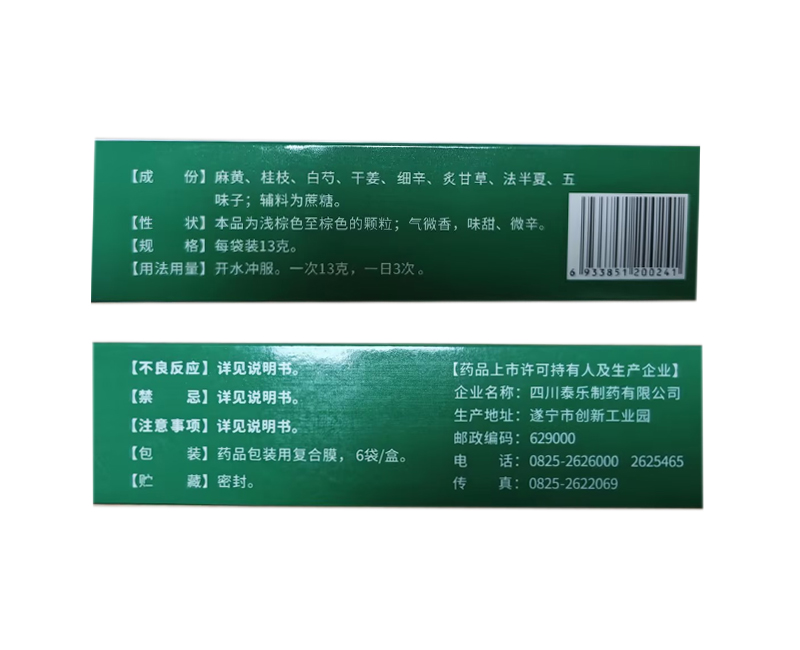 【成 份】麻黄、桂枝、白芍、干姜、细辛、炙甘草、法半夏、五
味子；辅料为蔗糖。
【性 状】本品为浅棕色至棕色的颗粒；气微香，味甜、微辛。
【规 格】每袋装13克。
【用法用量】开水冲服。一次13克，一日3次。
6 933851 200241
【不良反应】详见说明书。
【禁 忌】详见说明书。
【注意事项】详见说明书。
【包 装】药品包装用复合膜，6袋/盒。
【贮 藏】密封。
【药品上市许可持有人及生产企业】
企业名称：四川泰乐制药有限公司
生产地址：遂宁市创新工业园
邮政编码：629000
电 话：0825-2626000 2625465
传 真：0825-2622069